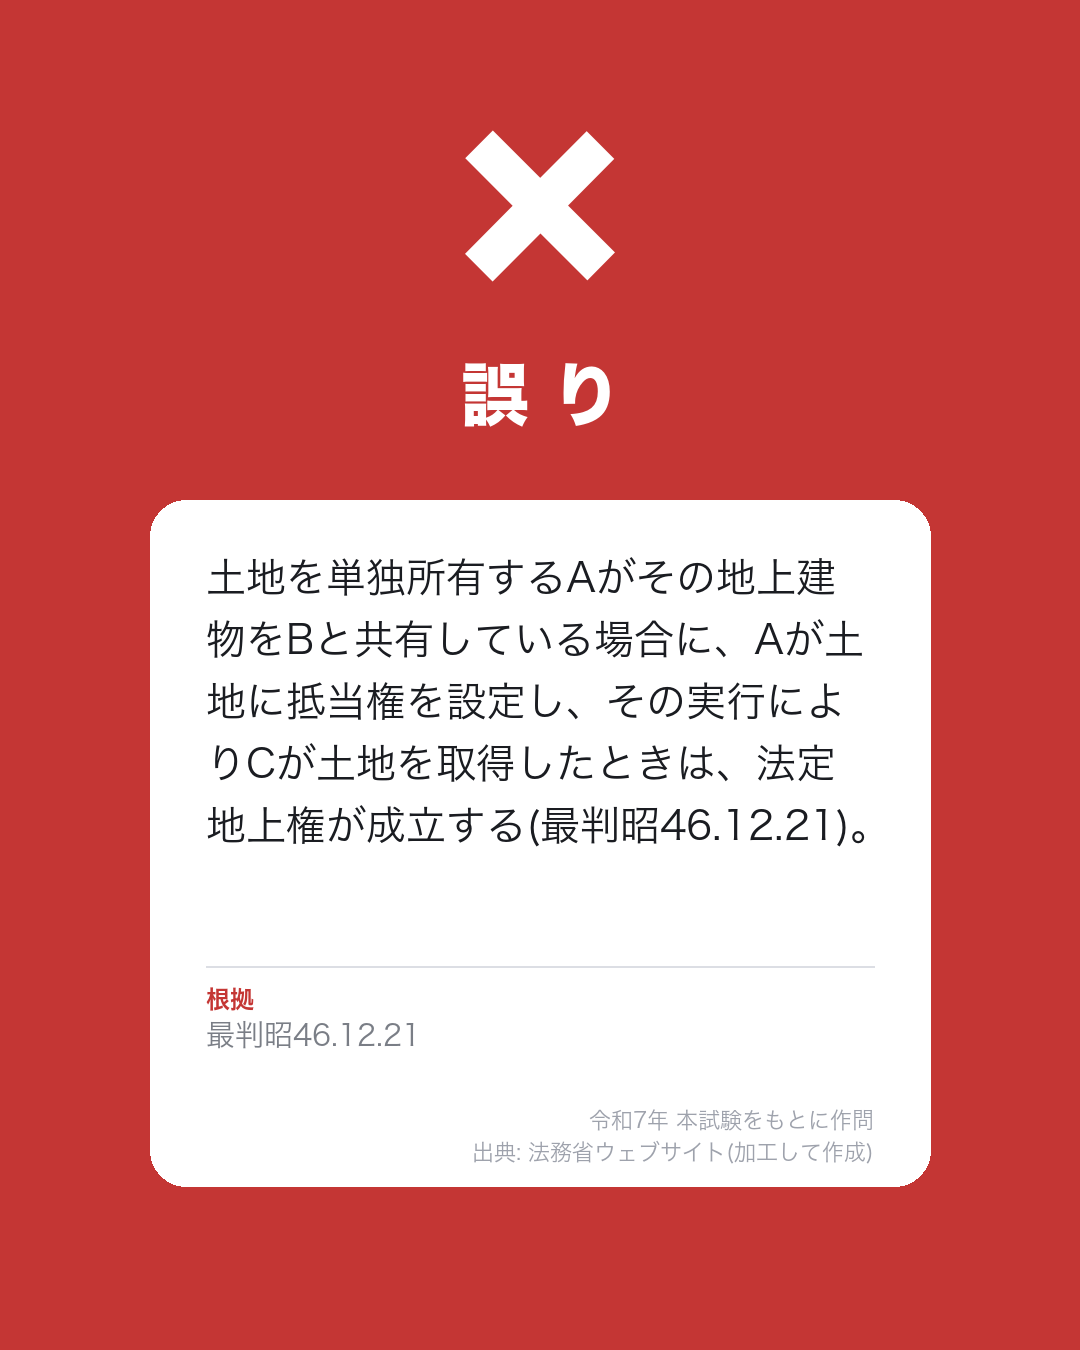 誤り
土地を単独所有するAがその地上建
物をBと共有している場合に、Aが土
地に抵当権を設定し、その実行によ
りCが土地を取得したときは、法定
地上権が成立する(最判昭46.12.21)。
根拠
最判昭46.12.21
令和7年 本試験をもとに作問
出典: 法務省ウェブサイト(加工して作成)